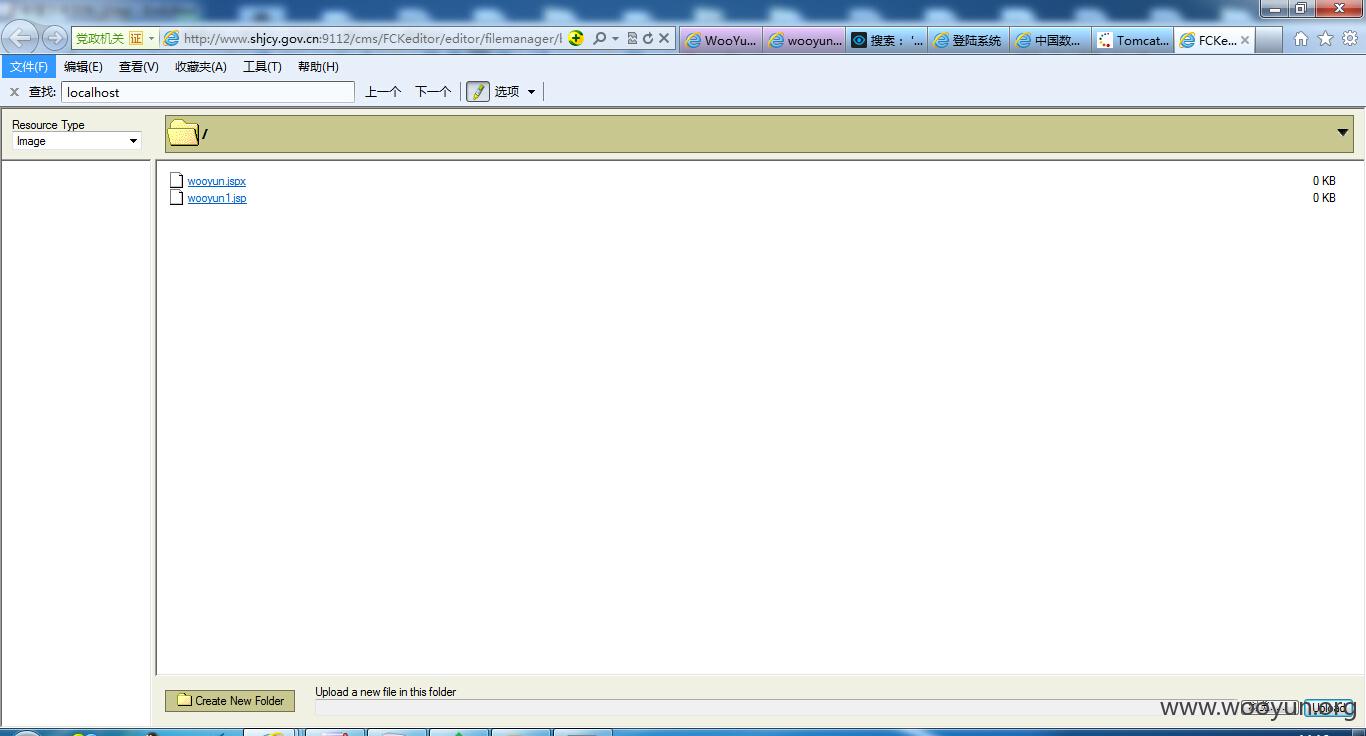 党政机关 证 http://www.shjcy.gov.cn:9112/cms/FCKeditor/editor/filemanager/l
WooYu... wooyun... 搜索： '... 登陆系统 中国数... Tomcat... FCKe...
文件(F) 编辑(E) 查看(V) 收藏夹(A) 工具(T) 帮助(H)
查找: localhost 上一个 下一个 选项
Resource Type
Image
/
wooyun.jspx 0 KB
wooyun1.jsp 0 KB
Create New Folder
Upload a new file in this folder
Upload
www.wooyun.org